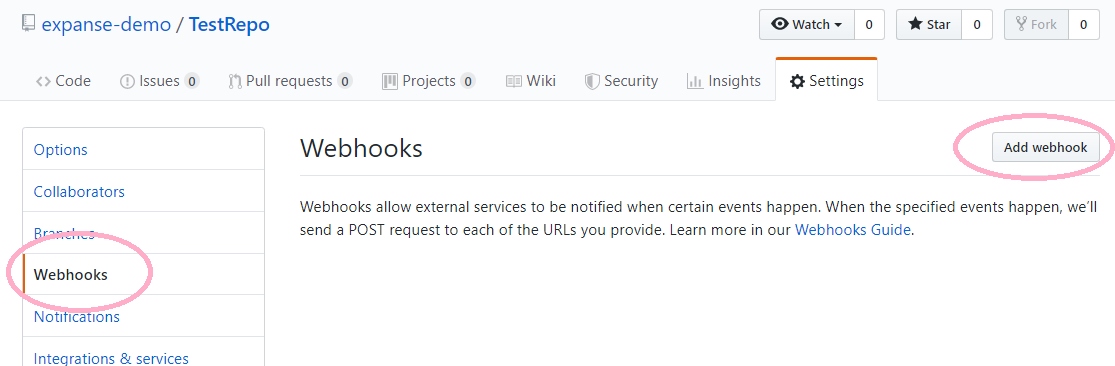 expanse-demo / TestRepo
Watch 0 Star 0 Fork 0
Code Issues 0 Pull requests 0 Projects 0 Wiki Security Insights Settings
Options
Collaborators
Branches
Webhooks
Notifications
Integrations & services
Webhooks
Add webhook
Webhooks allow external services to be notified when certain events happen. When the specified events happen, we’ll
send a POST request to each of the URLs you provide. Learn more in our Webhooks Guide.